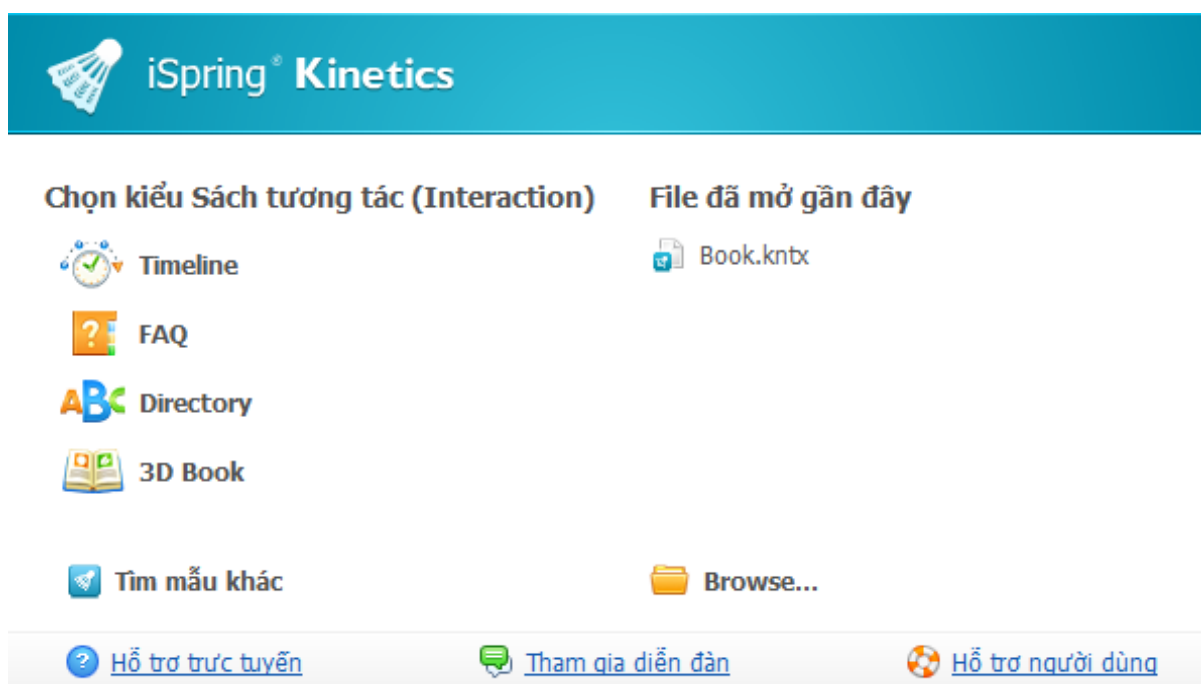 iSpring® Kinetics
Chọn kiểu Sách tương tác (Interaction)
Timeline
FAQ
ABC Directory
3D Book
Tìm mẫu khác
File đã mở gần đây
Book.kntx
Browse...
Hỗ trợ trực tuyến
Tham gia diễn đàn
Hỗ trợ người dùng